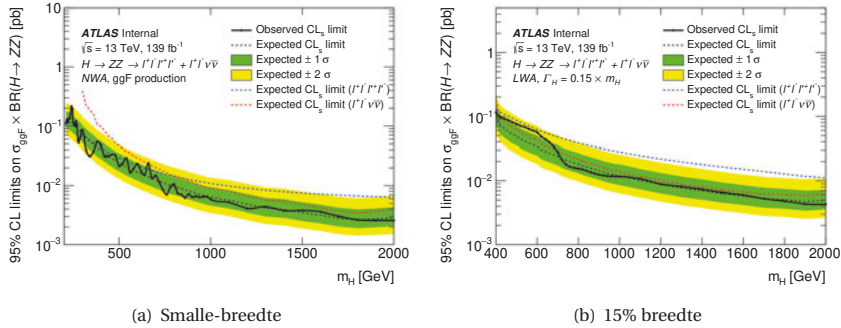 95% CL limits on σggF × BR(H→ ZZ) [pb]
10
1
10⁻¹
10⁻²
10⁻³
500 1000 1500 2000
mH [GeV]
ATLAS Internal
√s = 13 TeV, 139 fb⁻¹
H → ZZ → l⁺l⁻l'⁺l'⁻ + l⁺l⁻νν̄
NWA, ggF production
Observed CLs limit
Expected CLs limit
Expected ± 1 σ
Expected ± 2 σ
Expected CLs limit (l⁺l⁻l'⁺l'⁻)
Expected CLs limit (l⁺l⁻νν̄)
(a) Smalle-breedte
95% CL limits on σggF × BR(H→ ZZ) [pb]
10
1
10⁻¹
10⁻²
10⁻³
400 600 800 1000 1200 1400 1600 1800 2000
mH [GeV]
ATLAS Internal
√s = 13 TeV, 139 fb⁻¹
H → ZZ → l⁺l⁻l'⁺l'⁻ + l⁺l⁻νν̄
LWA, ΓH = 0.15 × mH
Observed CLs limit
Expected CLs limit
Expected ± 1 σ
Expected ± 2 σ
Expected CLs limit (l⁺l⁻l'⁺l'⁻)
Expected CLs limit (l⁺l⁻νν̄)
(b) 15% breedte